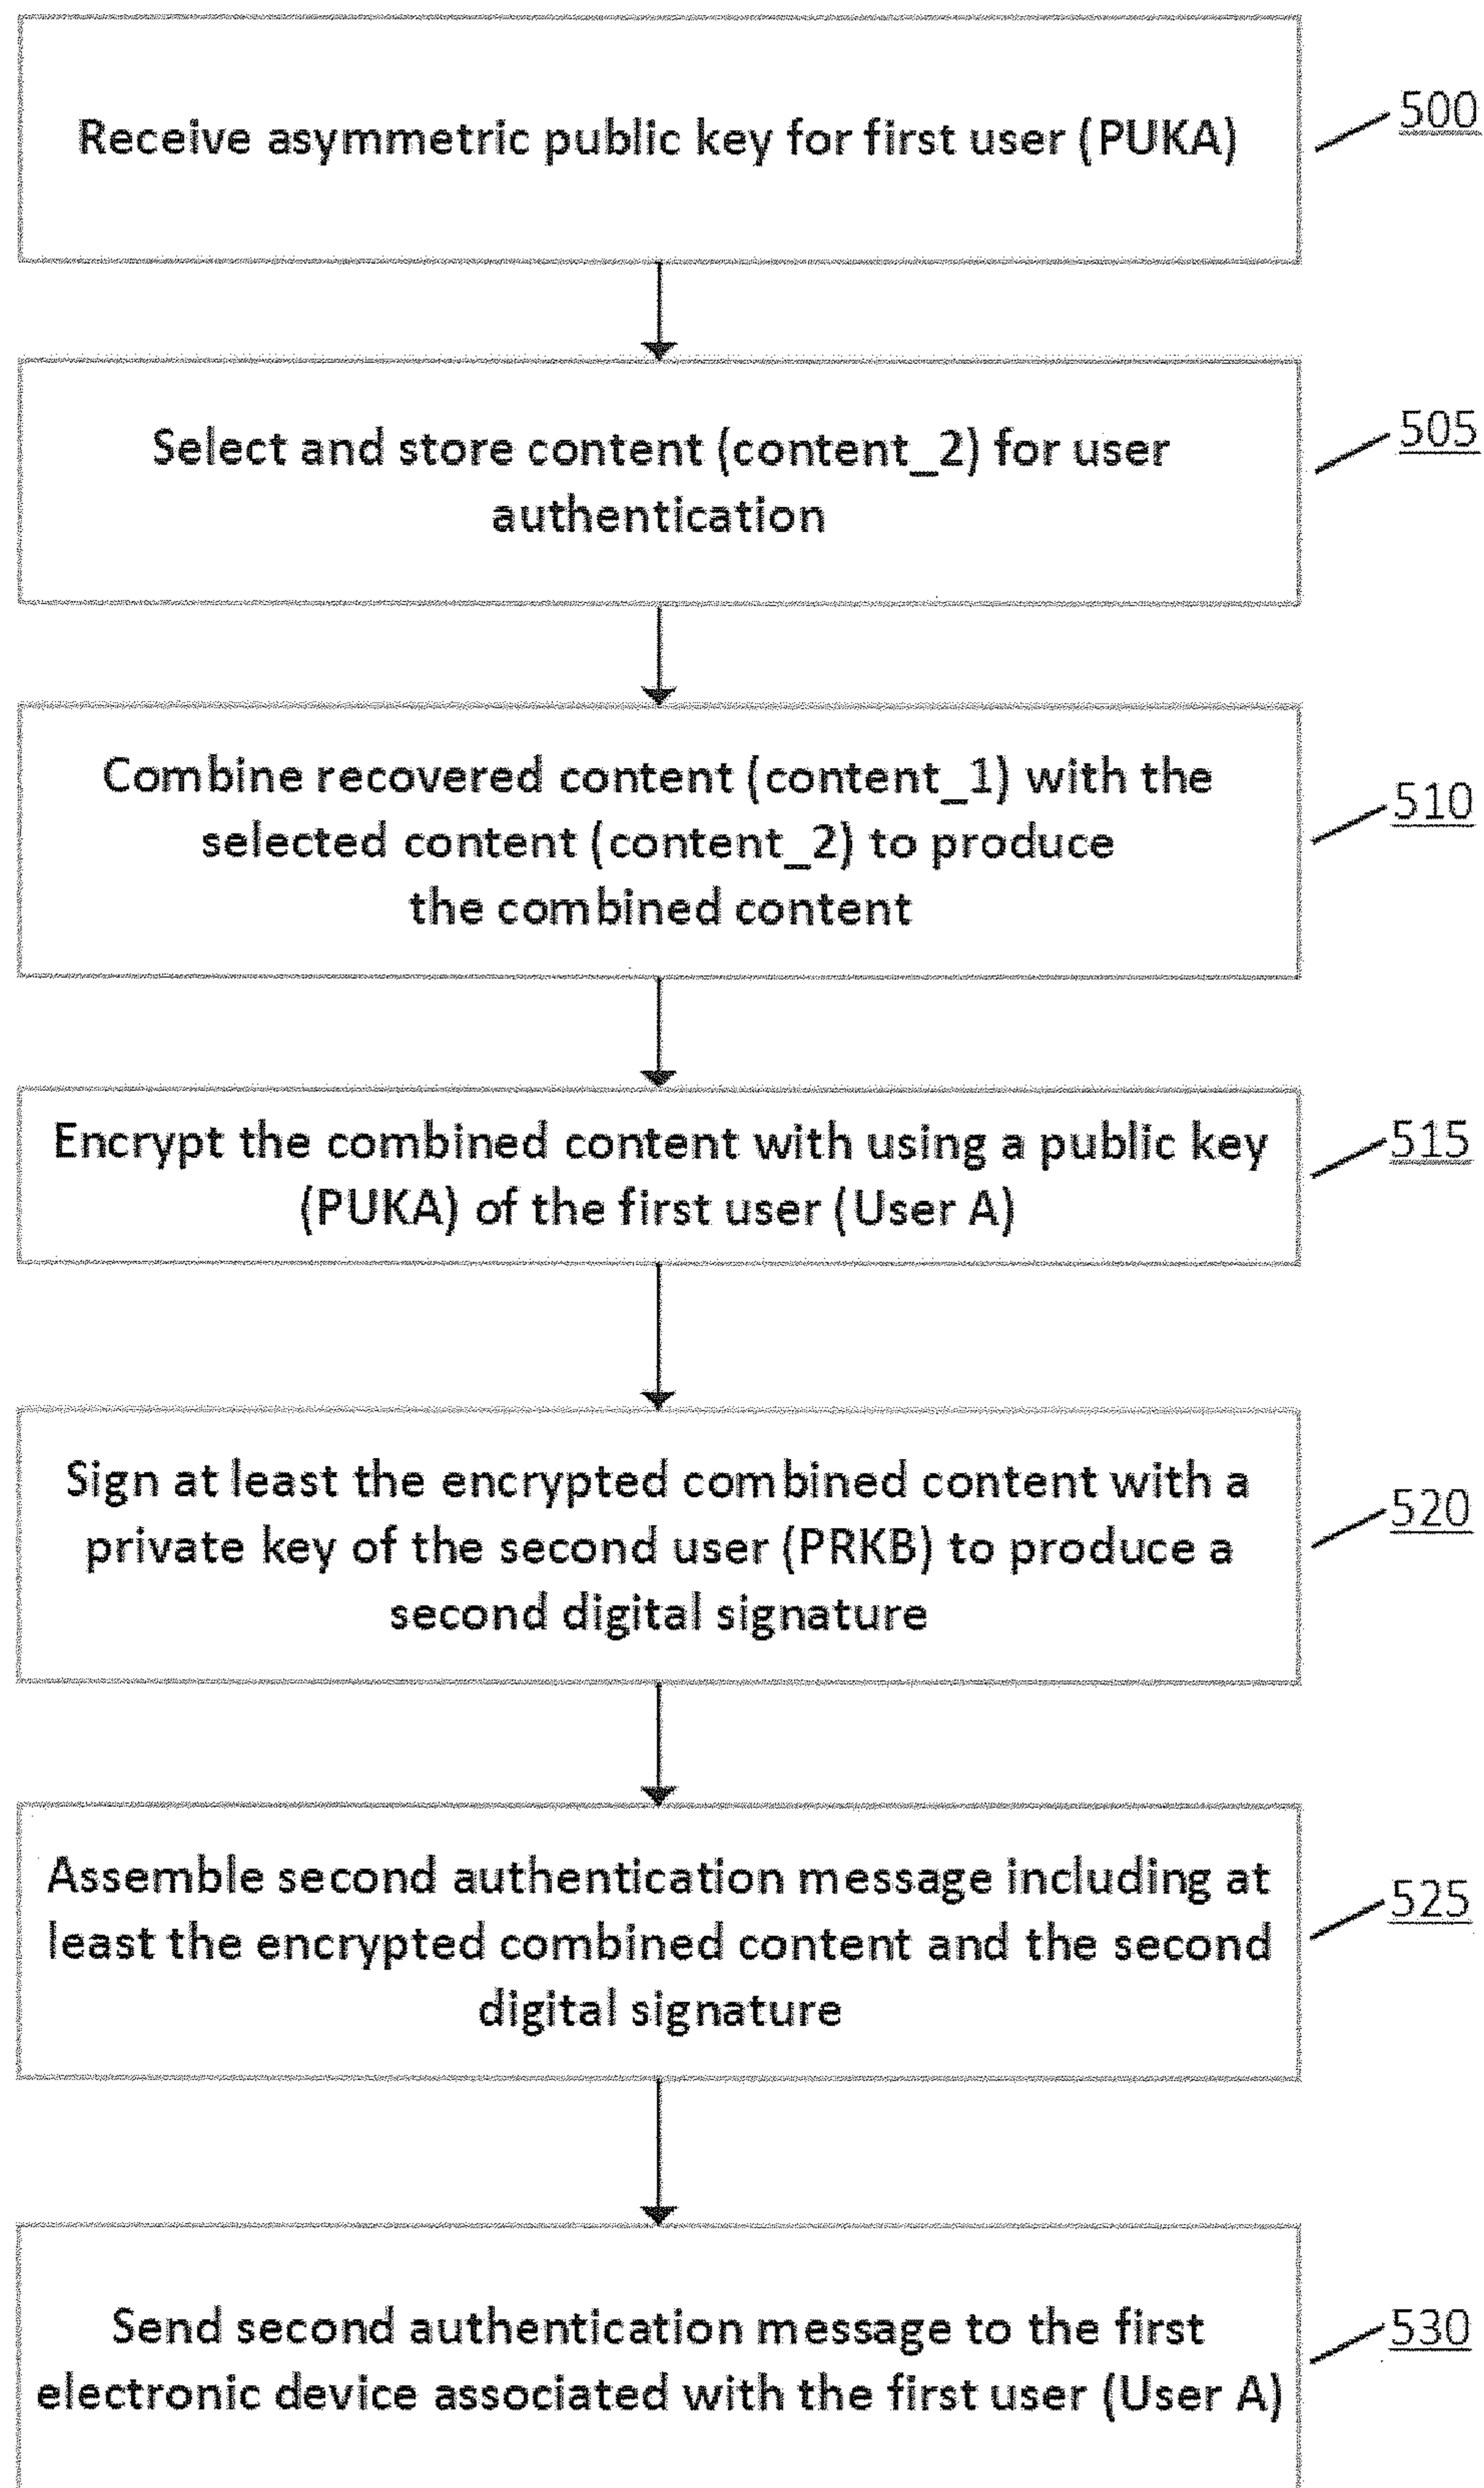 Receive asymmetric public key for first user (PUKA)
500
Select and store content (content_2) for user
authentication
505
Combine recovered content (content_1) with the
selected content (content_2) to produce
the combined content
510
Encrypt the combined content with using a public key
(PUKA) of the first user (User A)
515
Sign at least the encrypted combined content with a
private key of the second user (PRKB) to produce a
second digital signature
520
Assemble second authentication message including at
least the encrypted combined content and the second
digital signature
525
Send second authentication message to the first
electronic device associated with the first user (User A)
530